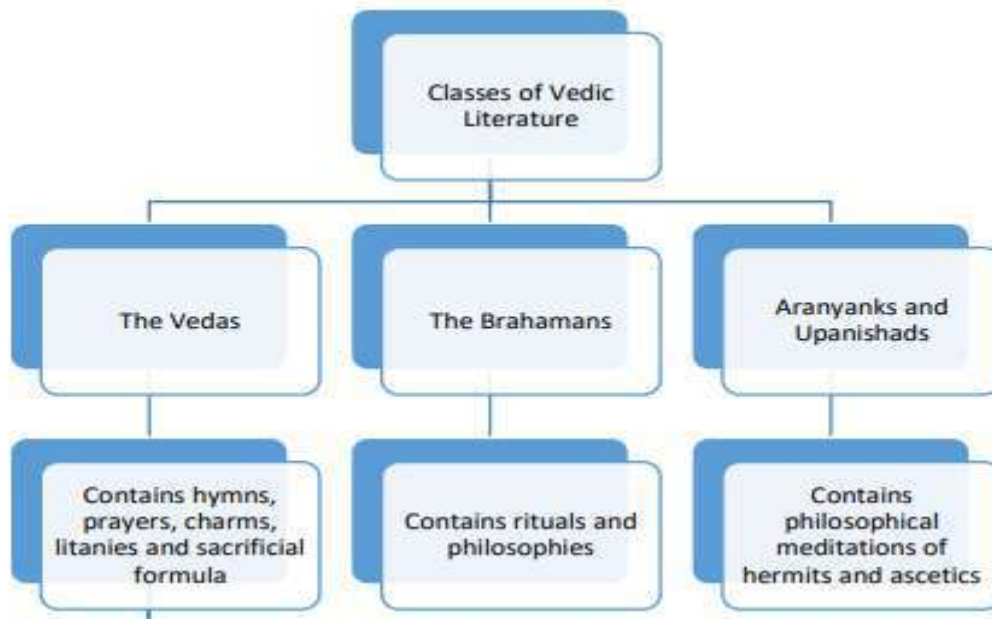 Classes of Vedic
Literature
The Vedas
The Brahamans
Aranyanks and
Upanishads
Contains hymns,
prayers, charms,
litanies and sacrificial
formula
Contains rituals and
philosophies
Contains
philosophical
meditations of
hermits and ascetics